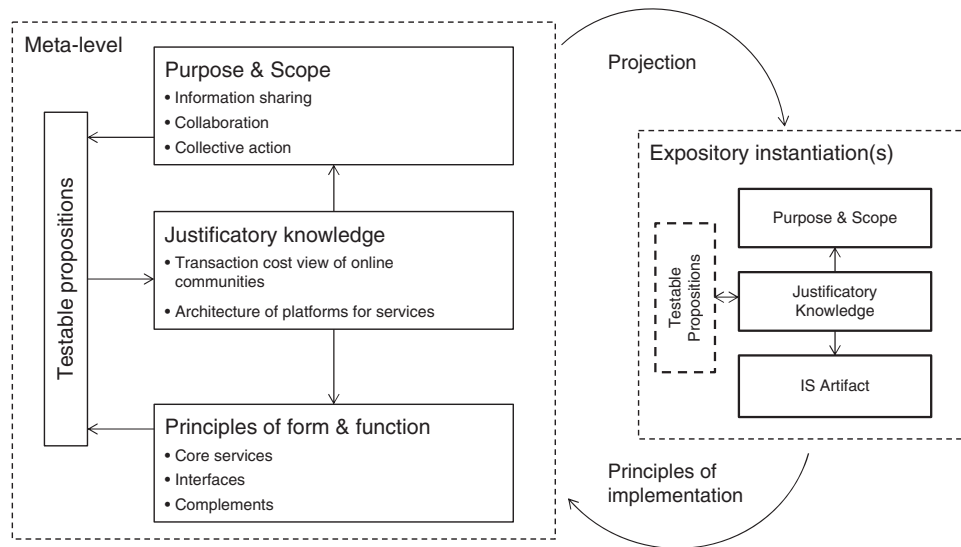 Meta-level
Purpose & Scope
• Information sharing
• Collaboration
• Collective action
Testable propositions
Justificatory knowledge
• Transaction cost view of online
communities
• Architecture of platforms for services
Principles of form & function
• Core services
• Interfaces
• Complements
Projection
Expository instantiation(s)
Purpose & Scope
Testable
Propositions
Justificatory
Knowledge
IS Artifact
Principles of
implementation